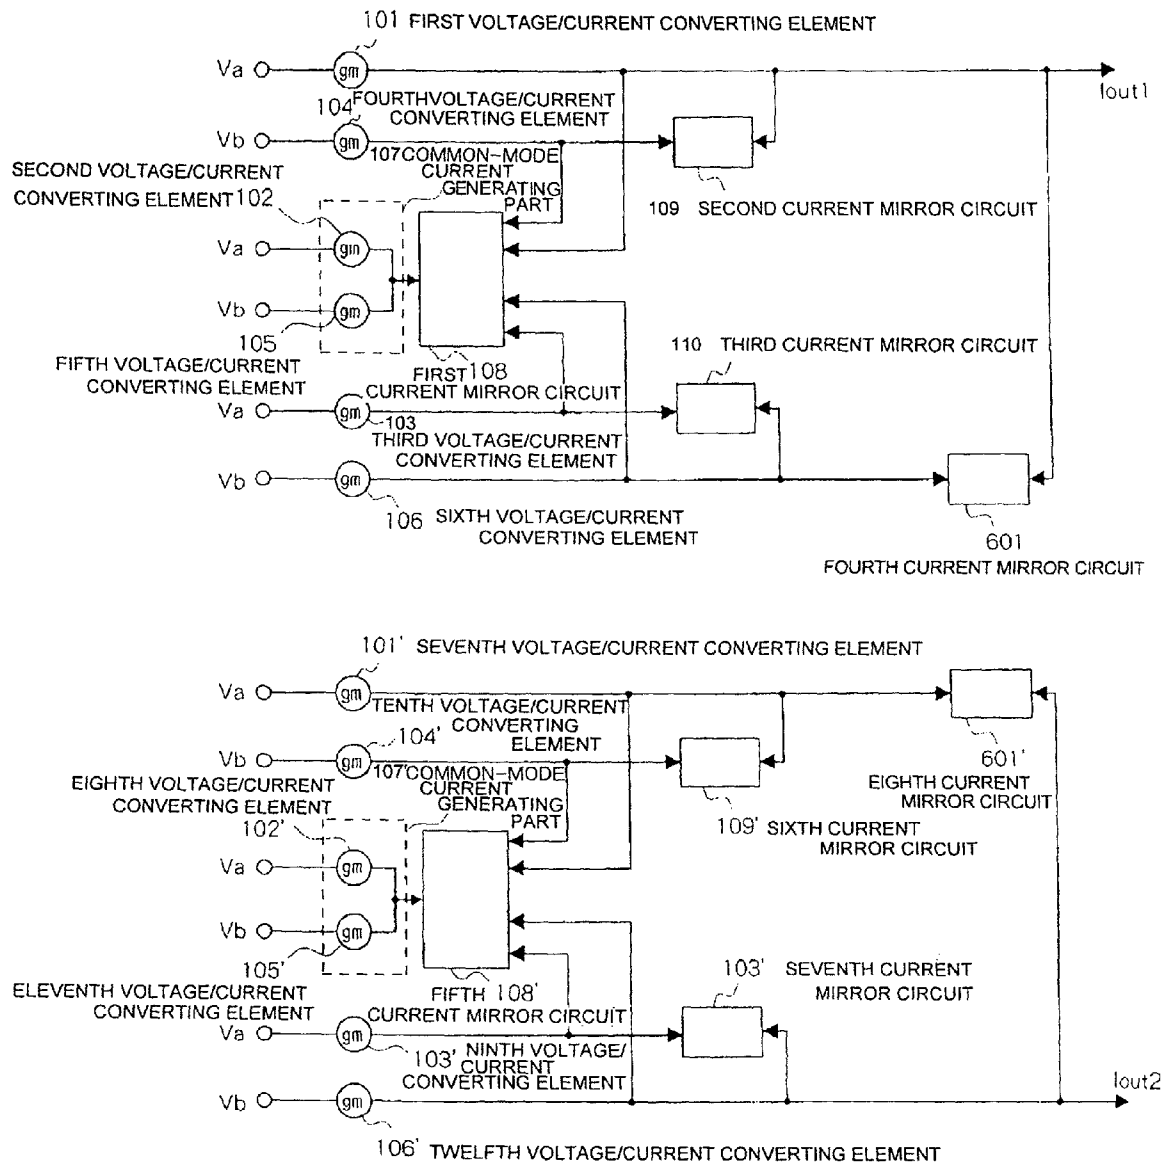 101 FIRST VOLTAGE/CURRENT CONVERTING ELEMENT
Va gm
Iout1
104 FOURTHVOLTAGE/CURRENT
CONVERTING ELEMENT
Vb gm
107 COMMON-MODE
CURRENT
GENERATING
PART
SECOND VOLTAGE/CURRENT
CONVERTING ELEMENT 102
109 SECOND CURRENT MIRROR CIRCUIT
Va gm
Vb gm
105
FIFTH VOLTAGE/CURRENT
CONVERTING ELEMENT
FIRST 108
CURRENT MIRROR CIRCUIT
110 THIRD CURRENT MIRROR CIRCUIT
Va gm 103
THIRD VOLTAGE/CURRENT
CONVERTING ELEMENT
Vb gm
106 SIXTH VOLTAGE/CURRENT
CONVERTING ELEMENT
601
FOURTH CURRENT MIRROR CIRCUIT
101' SEVENTH VOLTAGE/CURRENT CONVERTING ELEMENT
Va gm
TENTH VOLTAGE/CURRENT
CONVERTING
ELEMENT
104'
Vb gm
601'
EIGHTH CURRENT
MIRROR CIRCUIT
107' COMMON-MODE
CURRENT
GENERATING
PART
EIGHTH VOLTAGE/CURRENT
CONVERTING ELEMENT
102'
109' SIXTH CURRENT
MIRROR CIRCUIT
Va gm
Vb gm
105'
ELEVENTH VOLTAGE/CURRENT
CONVERTING ELEMENT
FIFTH 108'
CURRENT MIRROR CIRCUIT
103' SEVENTH CURRENT
MIRROR CIRCUIT
Va gm
103' NINTH VOLTAGE/
CURRENT
CONVERTING ELEMENT
Vb gm
Iout2
106' TWELFTH VOLTAGE/CURRENT CONVERTING ELEMENT